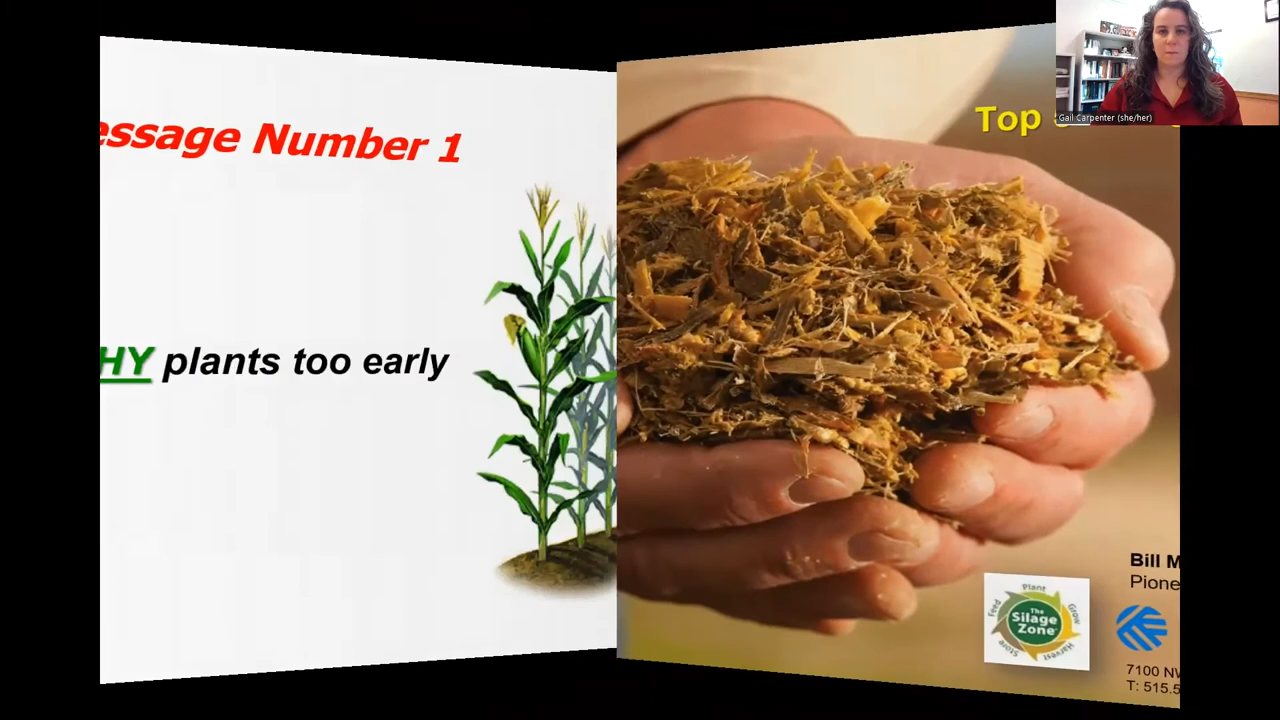 essage Number 1
HY plants too early
Top
Gail Carpenter (she/her)
Bill M
Pione
Plant
Grow
Harvest
Store
Feed
The
Silage
Zone
7100 NW
T: 515.5